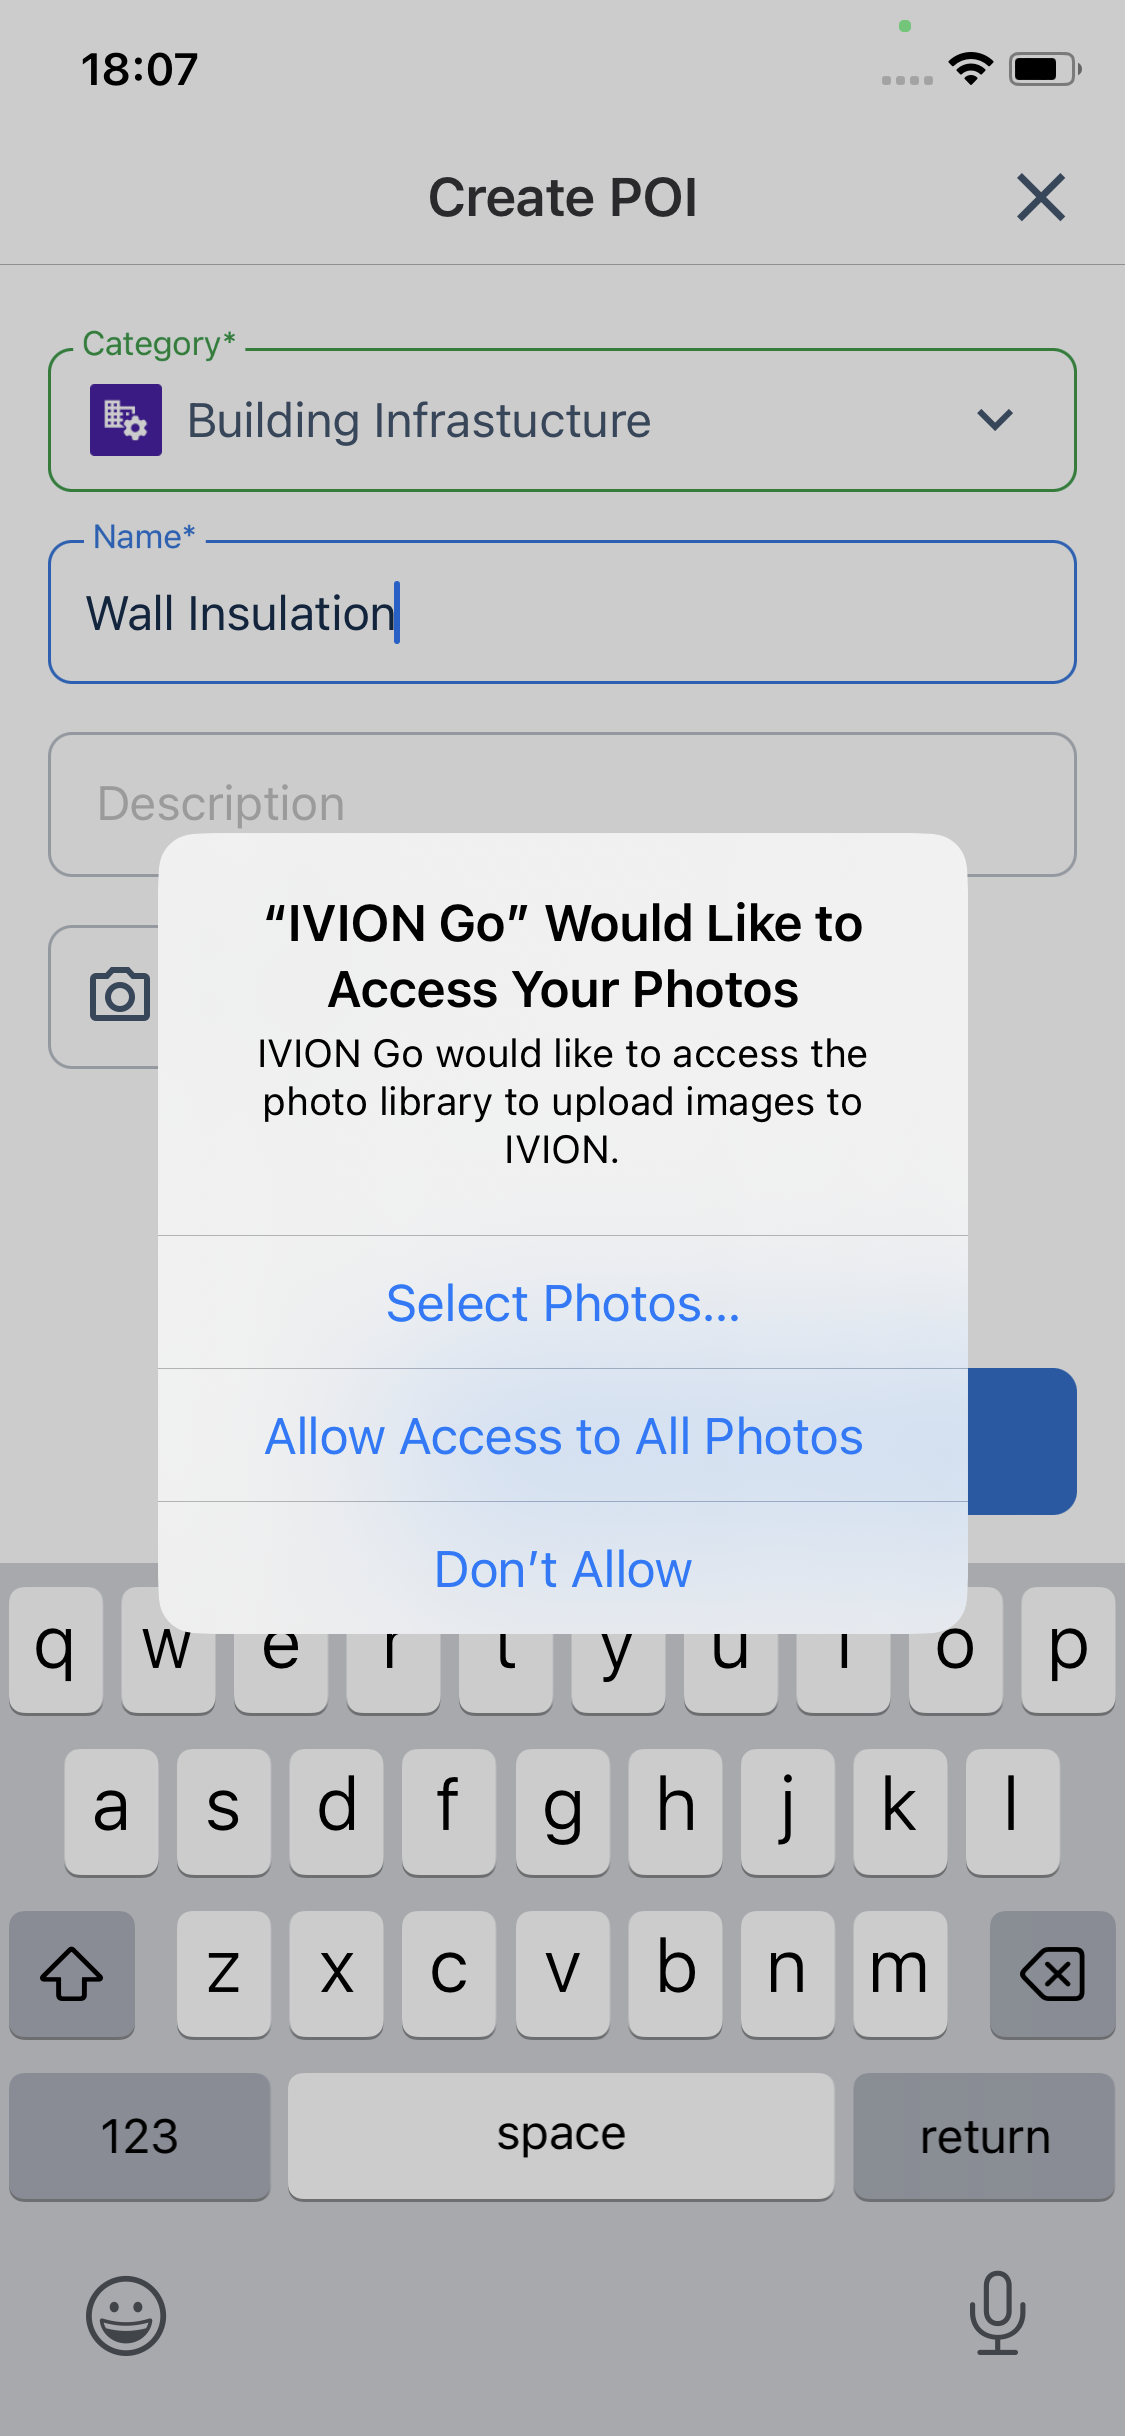 18:07
Create POI
Category*
Building Infrastucture
Name*
Wall Insulation
Description
“IVION Go” Would Like to
Access Your Photos
IVION Go would like to access the
photo library to upload images to
IVION.
Select Photos...
Allow Access to All Photos
Don’t Allow
q w e r t y u i o p
a s d f g h j k l
z x c v b n m
123 space return